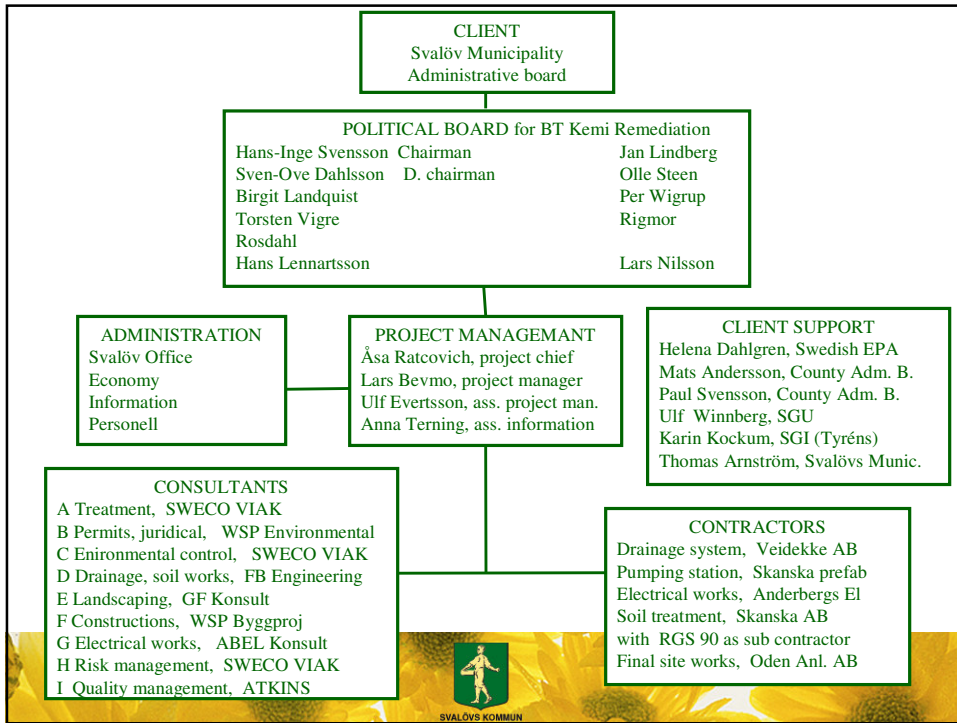 CLIENT
Svalöv Municipality
Administrative board
POLITICAL BOARD for BT Kemi Remediation
Hans-Inge Svensson Chairman Jan Lindberg
Sven-Ove Dahlsson D. chairman Olle Steen
Birgit Landquist Per Wigrup
Torsten Vigre Rigmor
Rosdahl
Hans Lennartsson Lars Nilsson
ADMINISTRATION
Svalöv Office
Economy
Information
Personell
PROJECT MANAGEMANT
Åsa Ratcovich, project chief
Lars Bevmo, project manager
Ulf Evertsson, ass. project man.
Anna Terning, ass. information
CLIENT SUPPORT
Helena Dahlgren, Swedish EPA
Mats Andersson, County Adm. B.
Paul Svensson, County Adm. B.
Ulf Winnberg, SGU
Karin Kockum, SGI (Tyréns)
Thomas Arnström, Svalövs Munic.
CONSULTANTS
A Treatment, SWECO VIAK
B Permits, juridical, WSP Environmental
C Enironmental control, SWECO VIAK
D Drainage, soil works, FB Engineering
E Landscaping, GF Konsult
F Constructions, WSP Byggproj
G Electrical works, ABEL Konsult
H Risk management, SWECO VIAK
I Quality management, ATKINS
CONTRACTORS
Drainage system, Veidekke AB
Pumping station, Skanska prefab
Electrical works, Anderbergs El
Soil treatment, Skanska AB
with RGS 90 as sub contractor
Final site works, Oden Anl. AB
SVALÖVS KOMMUN